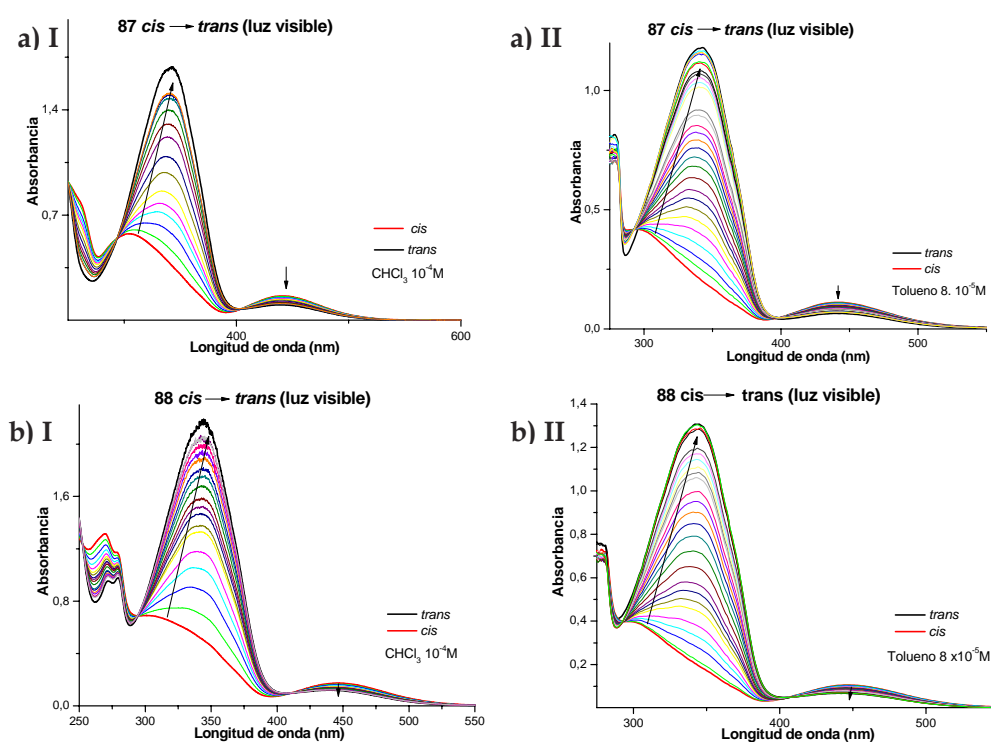 a) I
87 cis → trans (luz visible)
Absorbancia
1,4
0,7
400
600
Longitud de onda (nm)
cis
trans
CHCl3 10-4M
a) II
87 cis → trans (luz visible)
Absorbancia
1,0
0,5
0,0
300
400
500
Longitud de onda (nm)
trans
cis
Tolueno 8. 10-5M
b) I
88 cis → trans (luz visible)
Absorbancia
1,6
0,8
0,0
250
300
350
400
450
500
550
Longitud de onda (nm)
trans
cis
CHCl3 10-4M
b) II
88 cis → trans (luz visible)
Absorbancia
1,4
1,2
1,0
0,8
0,6
0,4
0,2
300
400
500
Longitud de onda (nm)
trans
cis
Tolueno 8 x10-5M